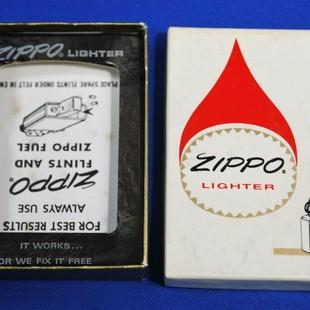 ZIPPO. LIGHTER
FOR BEST RESULTS
ALWAYS USE
ZIPPO®
FLINTS AND
ZIPPO FUEL
PLACE SPARE FLINTS UNDER FELT IN
IT WORKS...
OR WE FIX IT FREE
ZIPPO.
LIGHTER